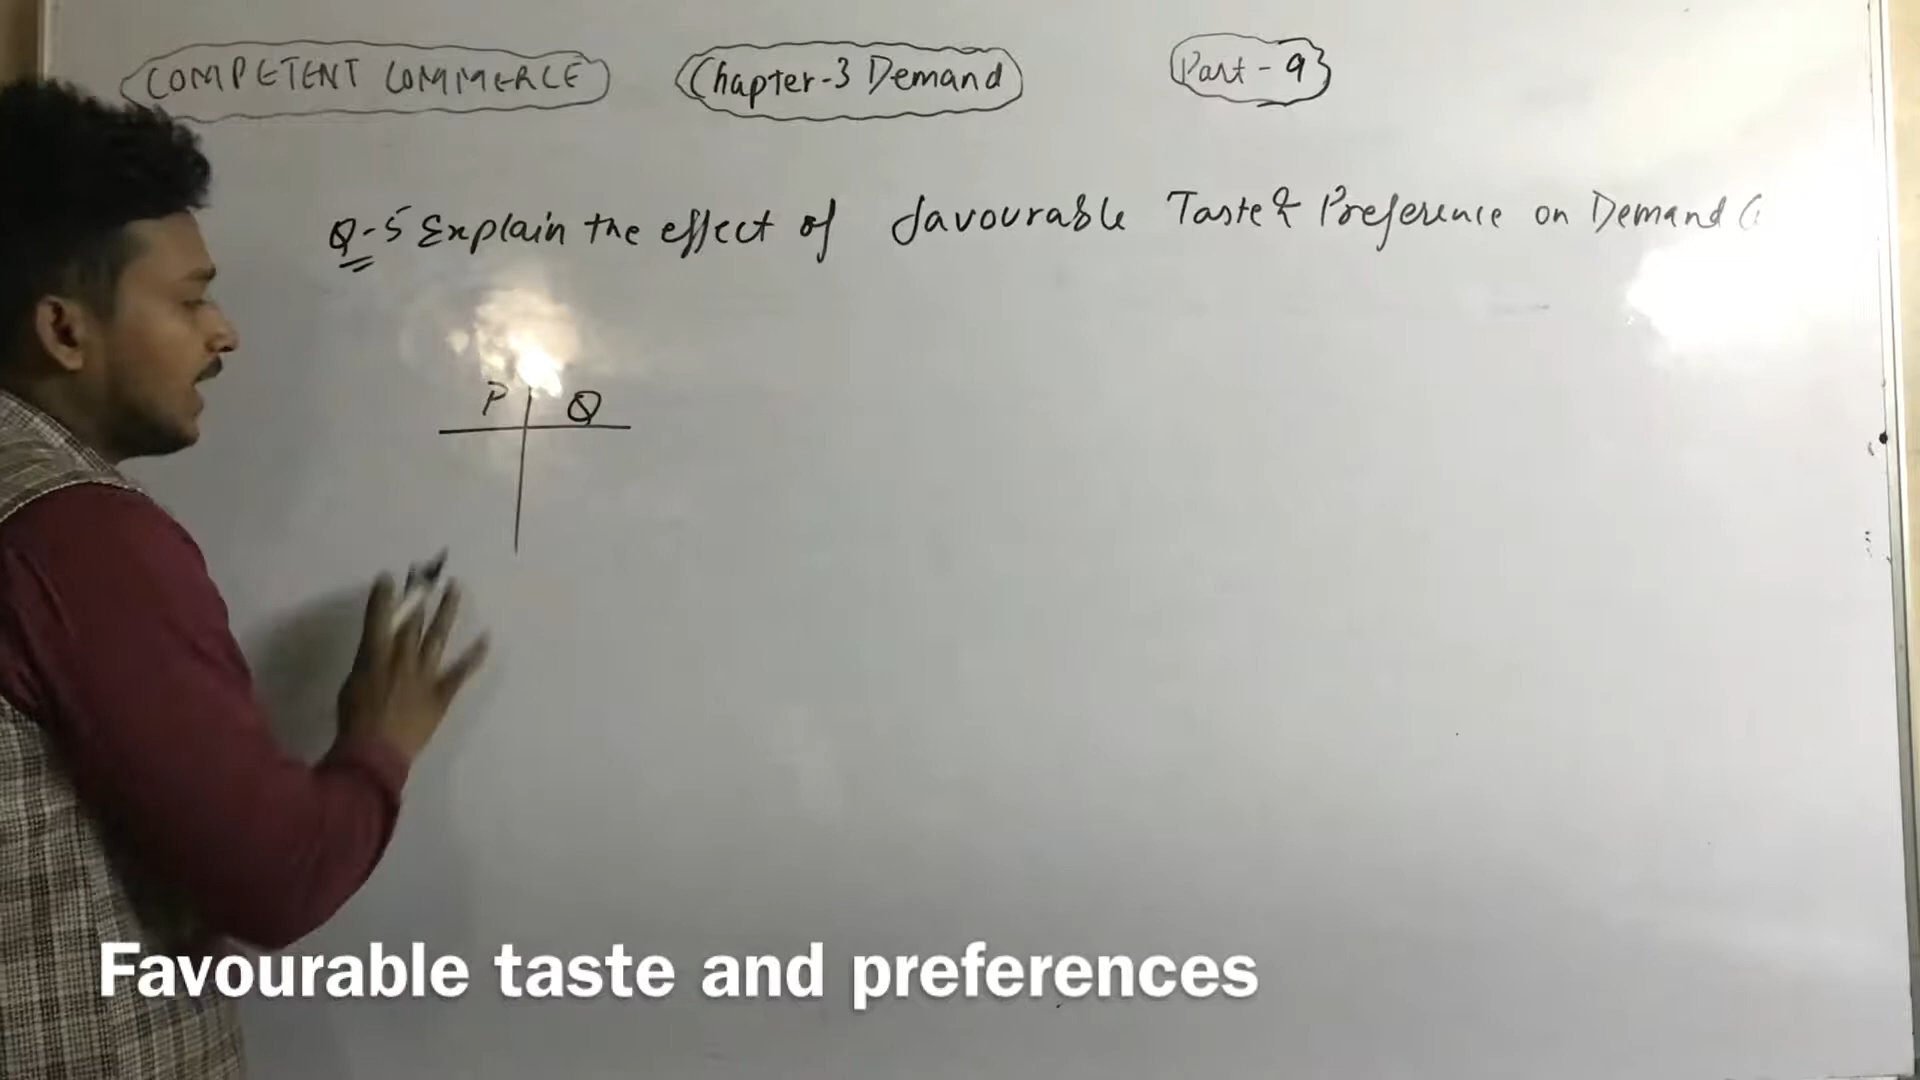 COMPETENT COMMERCE Chapter-3 Demand Part - 9
Q-5 Explain the effect of favourable Taste & Preference on Demand (
P Q
Favourable taste and preferences